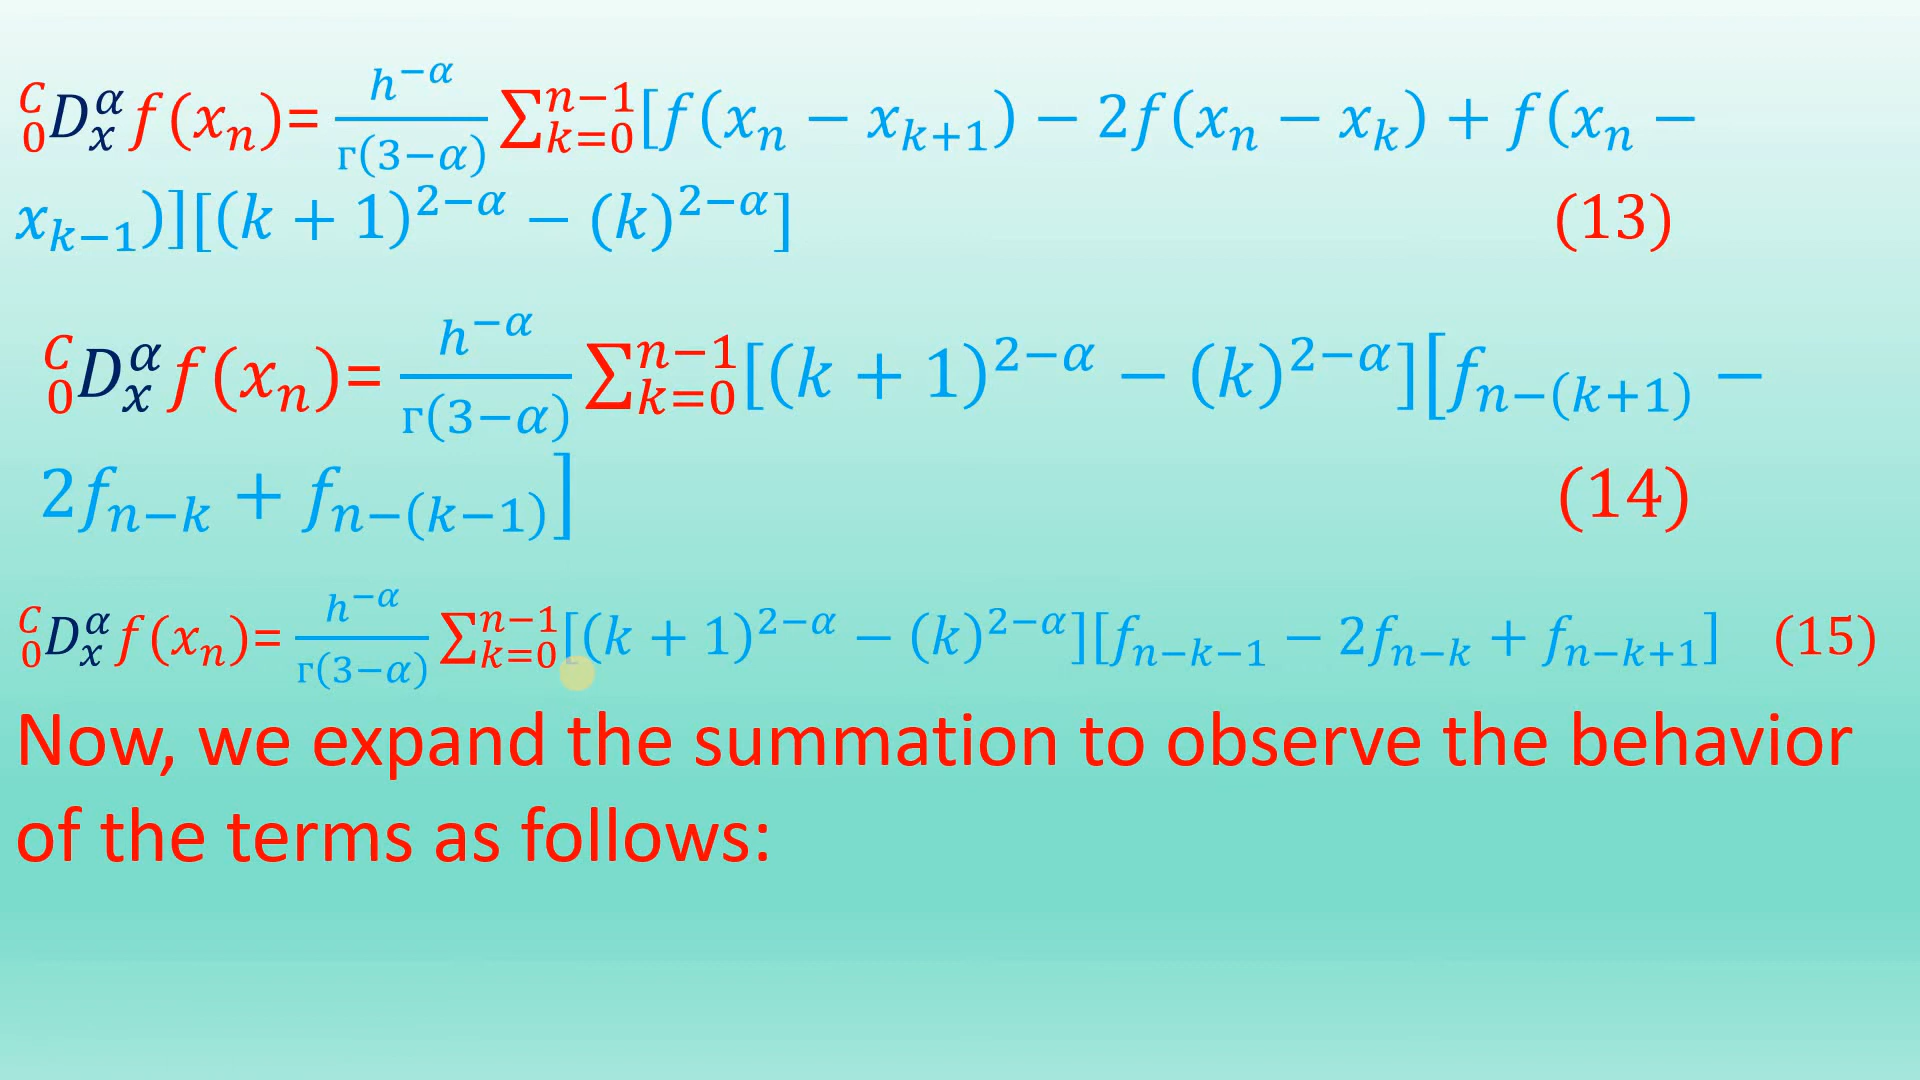 ${}_{0}^{C}D_{x}^{\alpha}f(x_n)=\frac{h^{-\alpha}}{г(3-\alpha)}\sum_{k=0}^{n-1}[f(x_n-x_{k+1})-2f(x_n-x_k)+f(x_n-$
$x_{k-1})][(k+1)^{2-\alpha}-(k)^{2-\alpha}]$ (13)
${}_{0}^{C}D_{x}^{\alpha}f(x_n)=\frac{h^{-\alpha}}{г(3-\alpha)}\sum_{k=0}^{n-1}[(k+1)^{2-\alpha}-(k)^{2-\alpha}][f_{n-(k+1)}-$
$2f_{n-k}+f_{n-(k-1)}]$ (14)
${}_{0}^{C}D_{x}^{\alpha}f(x_n)=\frac{h^{-\alpha}}{г(3-\alpha)}\sum_{k=0}^{n-1}[(k+1)^{2-\alpha}-(k)^{2-\alpha}][f_{n-k-1}-2f_{n-k}+f_{n-k+1}]$ (15)
Now, we expand the summation to observe the behavior
of the terms as follows: